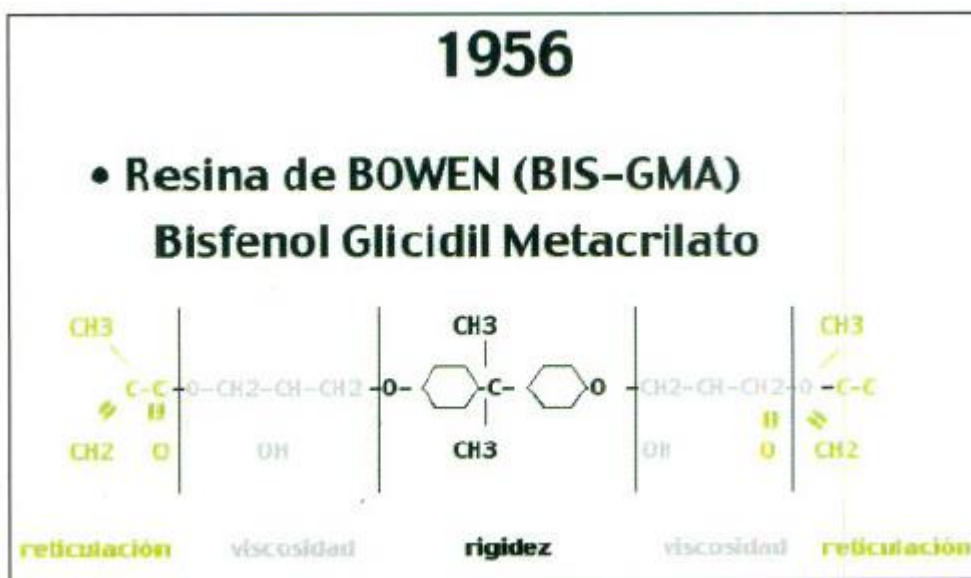 1956
• Resina de BOWEN (BIS-GMA)
Bisfenol Glicidil Metacrilato
CH3 CH3 CH3
C-C -O-CH2-CH-CH2 -O- -C- O -CH2-CH-CH2 -O -C-C
CH2 O OH CH3 OH O CH2
reticulación viscosidad rigidez viscosidad reticulación